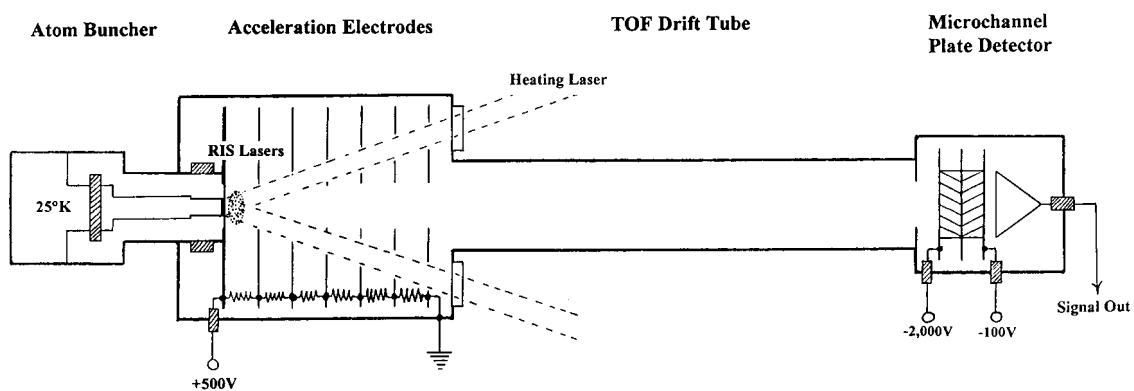 Atom Buncher
Acceleration Electrodes
TOF Drift Tube
Microchannel
Plate Detector
Heating Laser
RIS Lasers
25°K
Signal Out
-2,000V
-100V
+500V